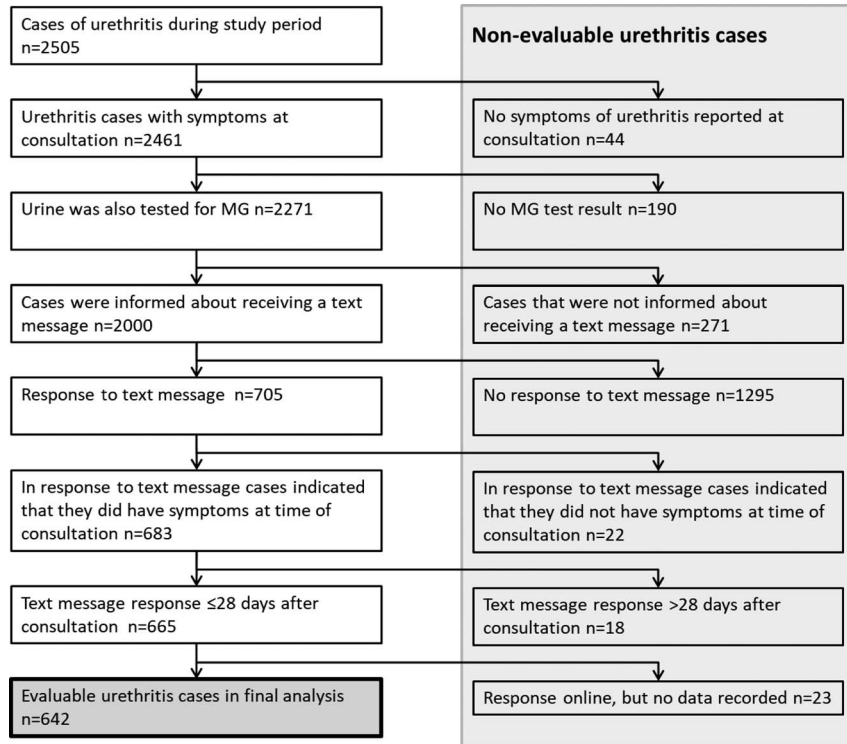 Cases of urethritis during study period
n=2505
Non-evaluable urethritis cases
Urethritis cases with symptoms at
consultation n=2461
No symptoms of urethritis reported at
consultation n=44
Urine was also tested for MG n=2271
No MG test result n=190
Cases were informed about receiving a text
message n=2000
Cases that were not informed about
receiving a text message n=271
Response to text message n=705
No response to text message n=1295
In response to text message cases indicated
that they did have symptoms at time of
consultation n=683
In response to text message cases indicated
that they did not have symptoms at time of
consultation n=22
Text message response ≤28 days after
consultation n=665
Text message response >28 days after
consultation n=18
Evaluable urethritis cases in final analysis
n=642
Response online, but no data recorded n=23